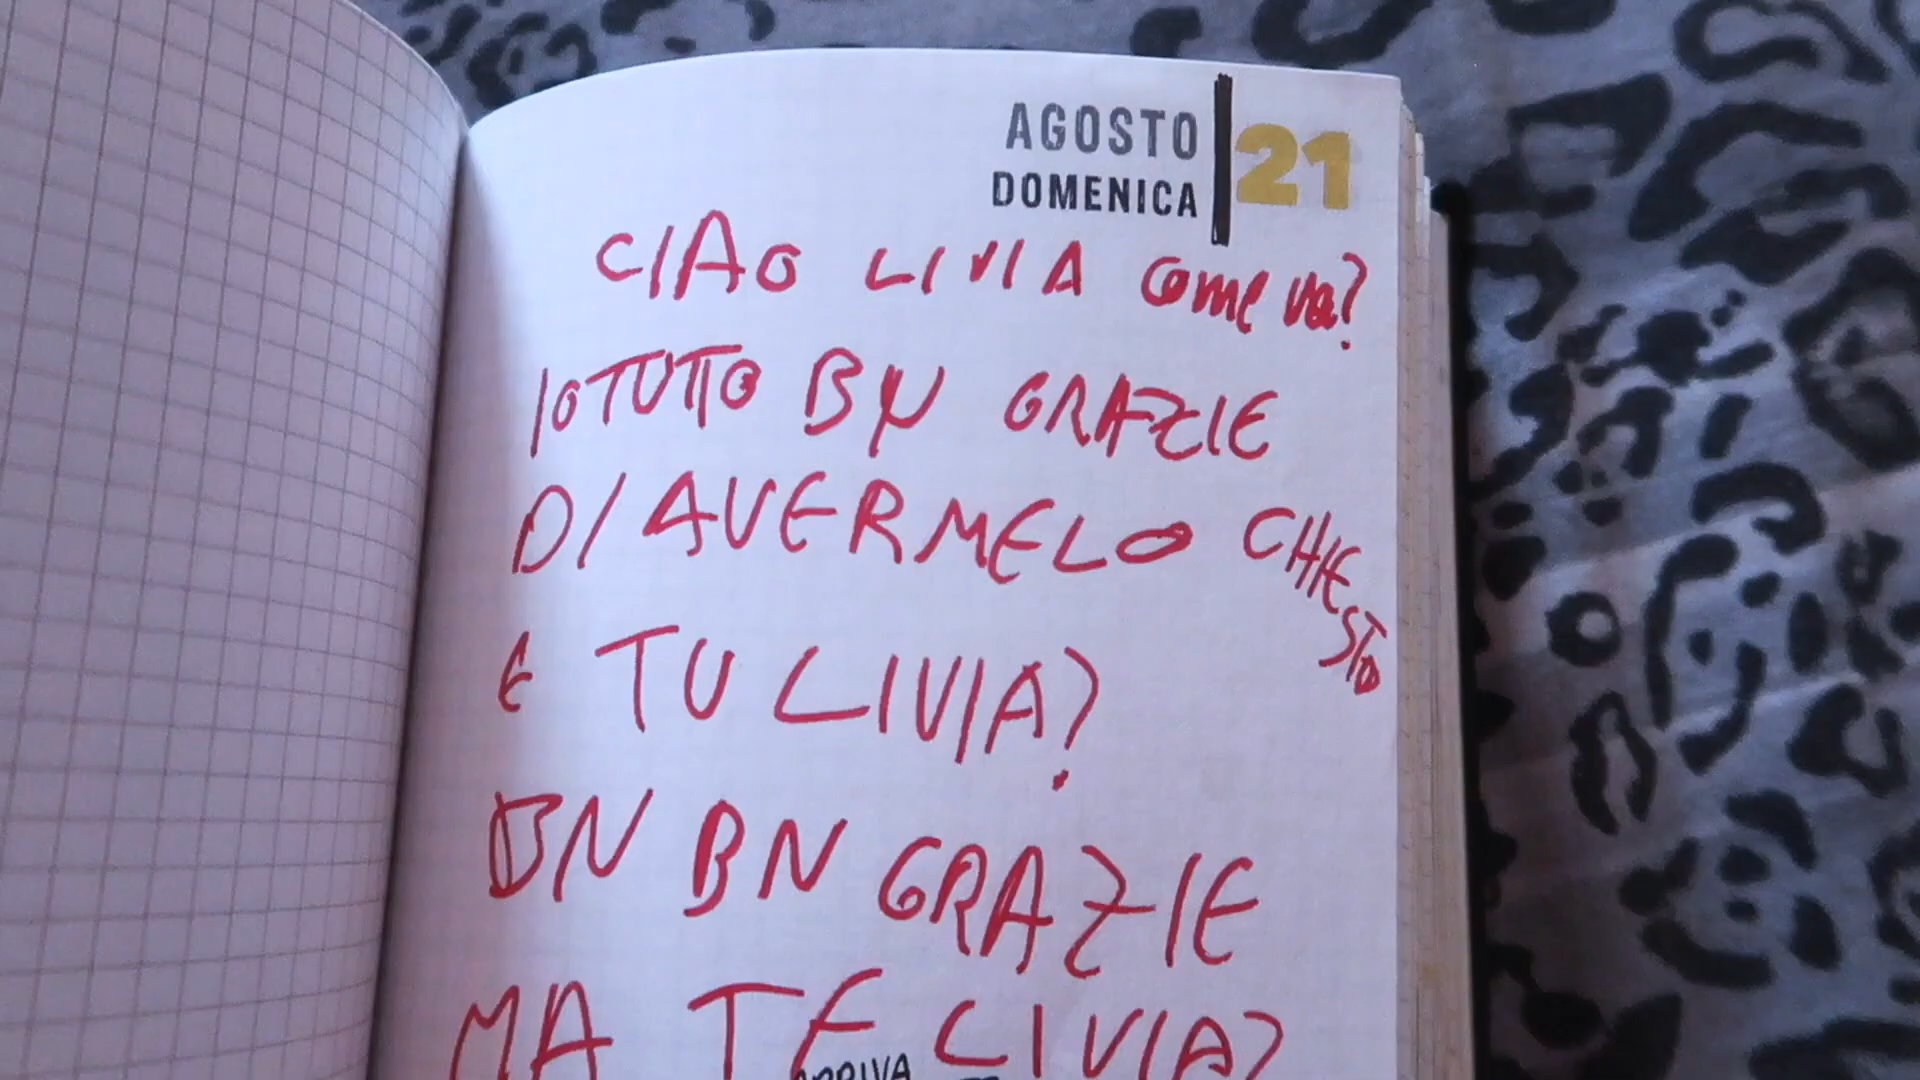 AGOSTO
DOMENICA
21
CIAO LIVIA come va?
IO TUTTO BN GRAZIE
DI AVERMELO CHIESTO
E TU LIVIA?
BN BN GRAZIE
MA TE LIVIA?
ARRIVA